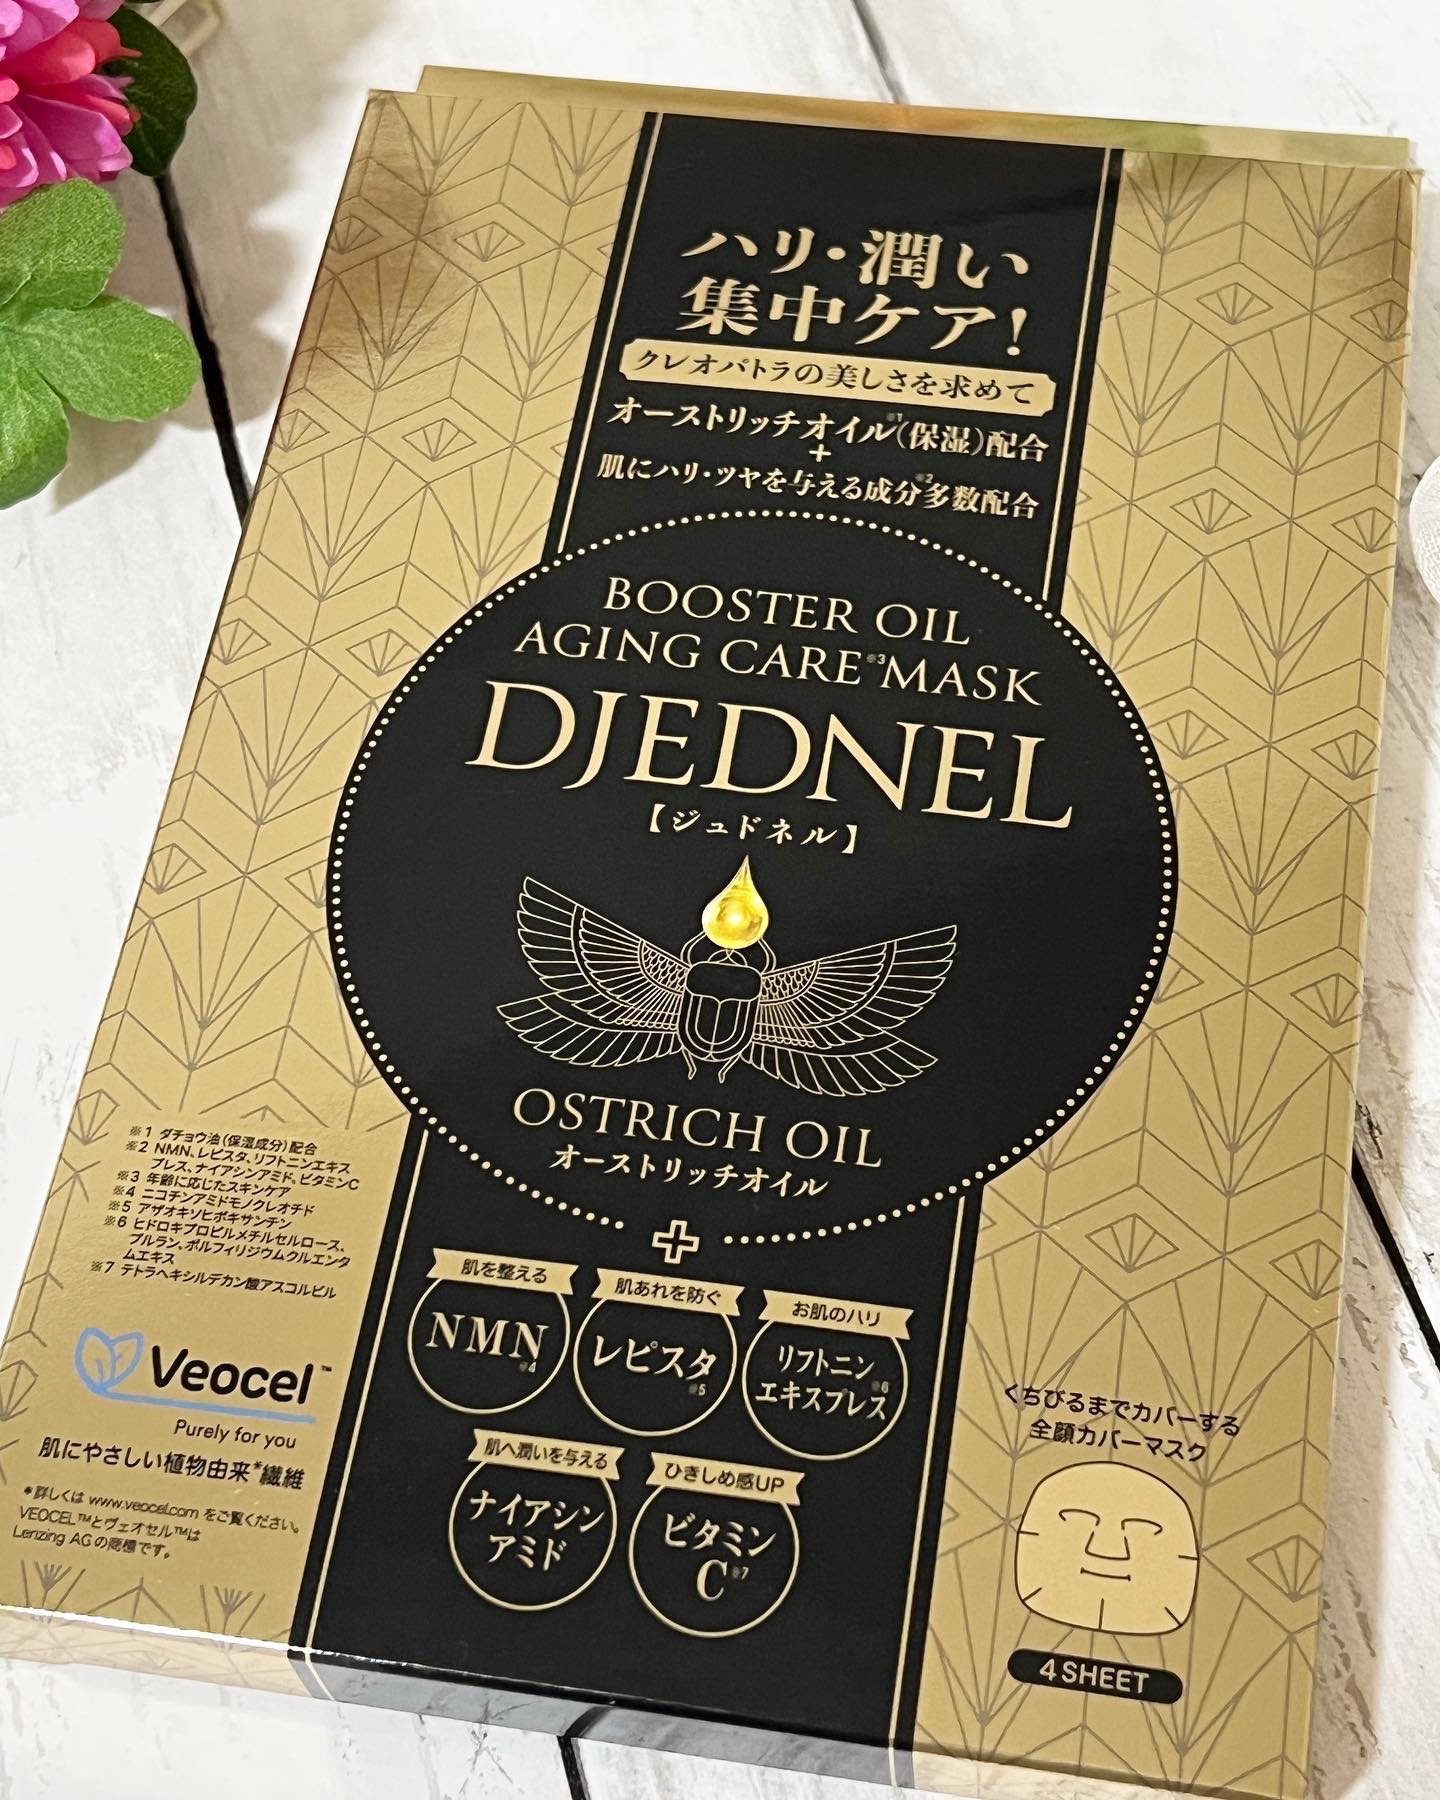 ハリ・潤い
集中ケア!
クレオパトラの美しさを求めて
オーストリッチオイル※1(保湿)配合
+
肌にハリ・ツヤを与える成分※2多数配合
BOOSTER OIL
AGING CARE※3 MASK
DJEDNEL
【ジュドネル】
OSTRICH OIL
オーストリッチオイル
+
肌を整える
NMN※4
肌あれを防ぐ
レピスタ※5
お肌のハリ
リフトニン
エキスプレス※6
肌へ潤いを与える
ナイアシン
アミド
ひきしめ感UP
ビタミン
C※7
※1 ダチョウ油(保湿成分)配合
※2 NMN、レピスタ、リフトニンエキス
プレス、ナイアシンアミド、ビタミンC
※3 年齢に応じたスキンケア
※4 ニコチンアミドモノクレオチド
※5 アザオキソヒポキサンチン
※6 ヒドロキプロピルメチルセルロース、
プルラン、ポルフィリジウムクルエンタ
ムエキス
※7 テトラヘキシルデカン酸アスコルビル
Veocel™
Purely for you
肌にやさしい植物由来*繊維
*詳しくは www.veocel.com をご覧ください。
VEOCEL™とヴェオセル™は
Lenzing AGの商標です。
くちびるまでカバーする
全顔カバーマスク
4 SHEET